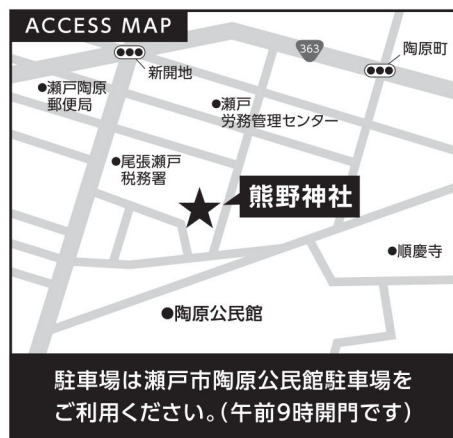 ACCESS MAP
363
陶原町
新開地
●瀬戸陶原
郵便局
●瀬戸
労務管理センター
●尾張瀬戸
税務署
熊野神社
●順慶寺
●陶原公民館
駐車場は瀬戸市陶原公民館駐車場を
ご利用ください。(午前9時開門です)